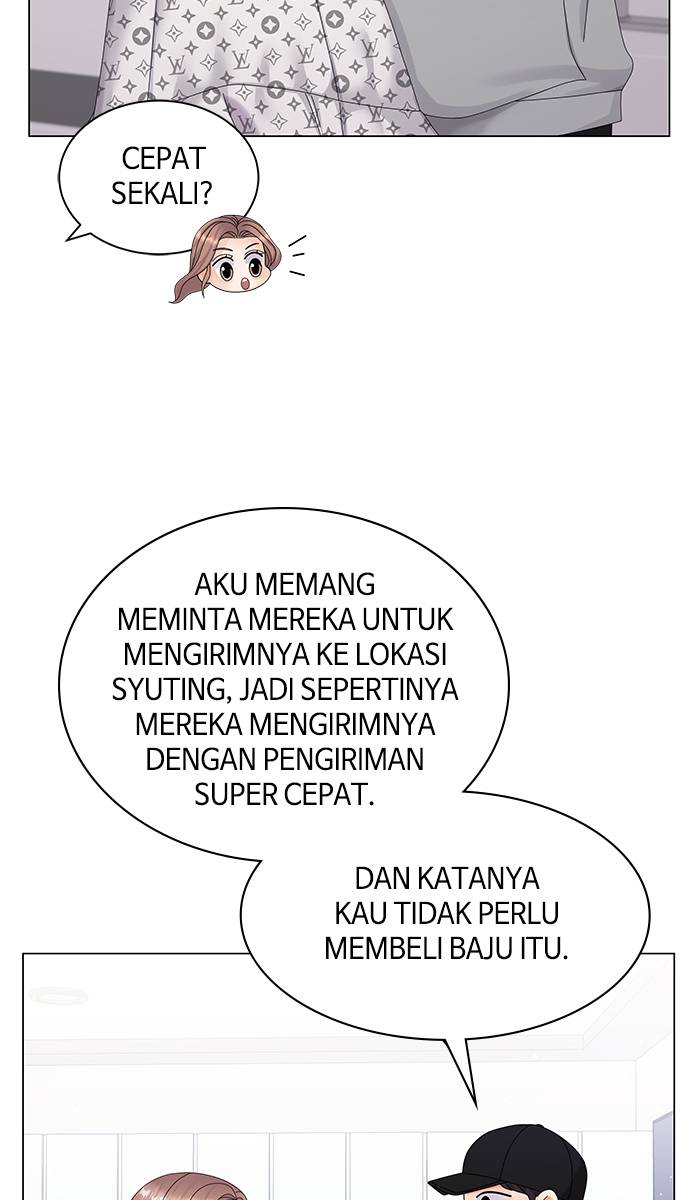 CEPAT
SEKALI?
AKU MEMANG
MEMINTA MEREKA UNTUK
MENGIRIMNYA KE LOKASI
SYUTING, JADI SEPERTINYA
MEREKA MENGIRIMNYA
DENGAN PENGIRIMAN
SUPER CEPAT.
DAN KATANYA
KAU TIDAK PERLU
MEMBELI BAJU ITU.